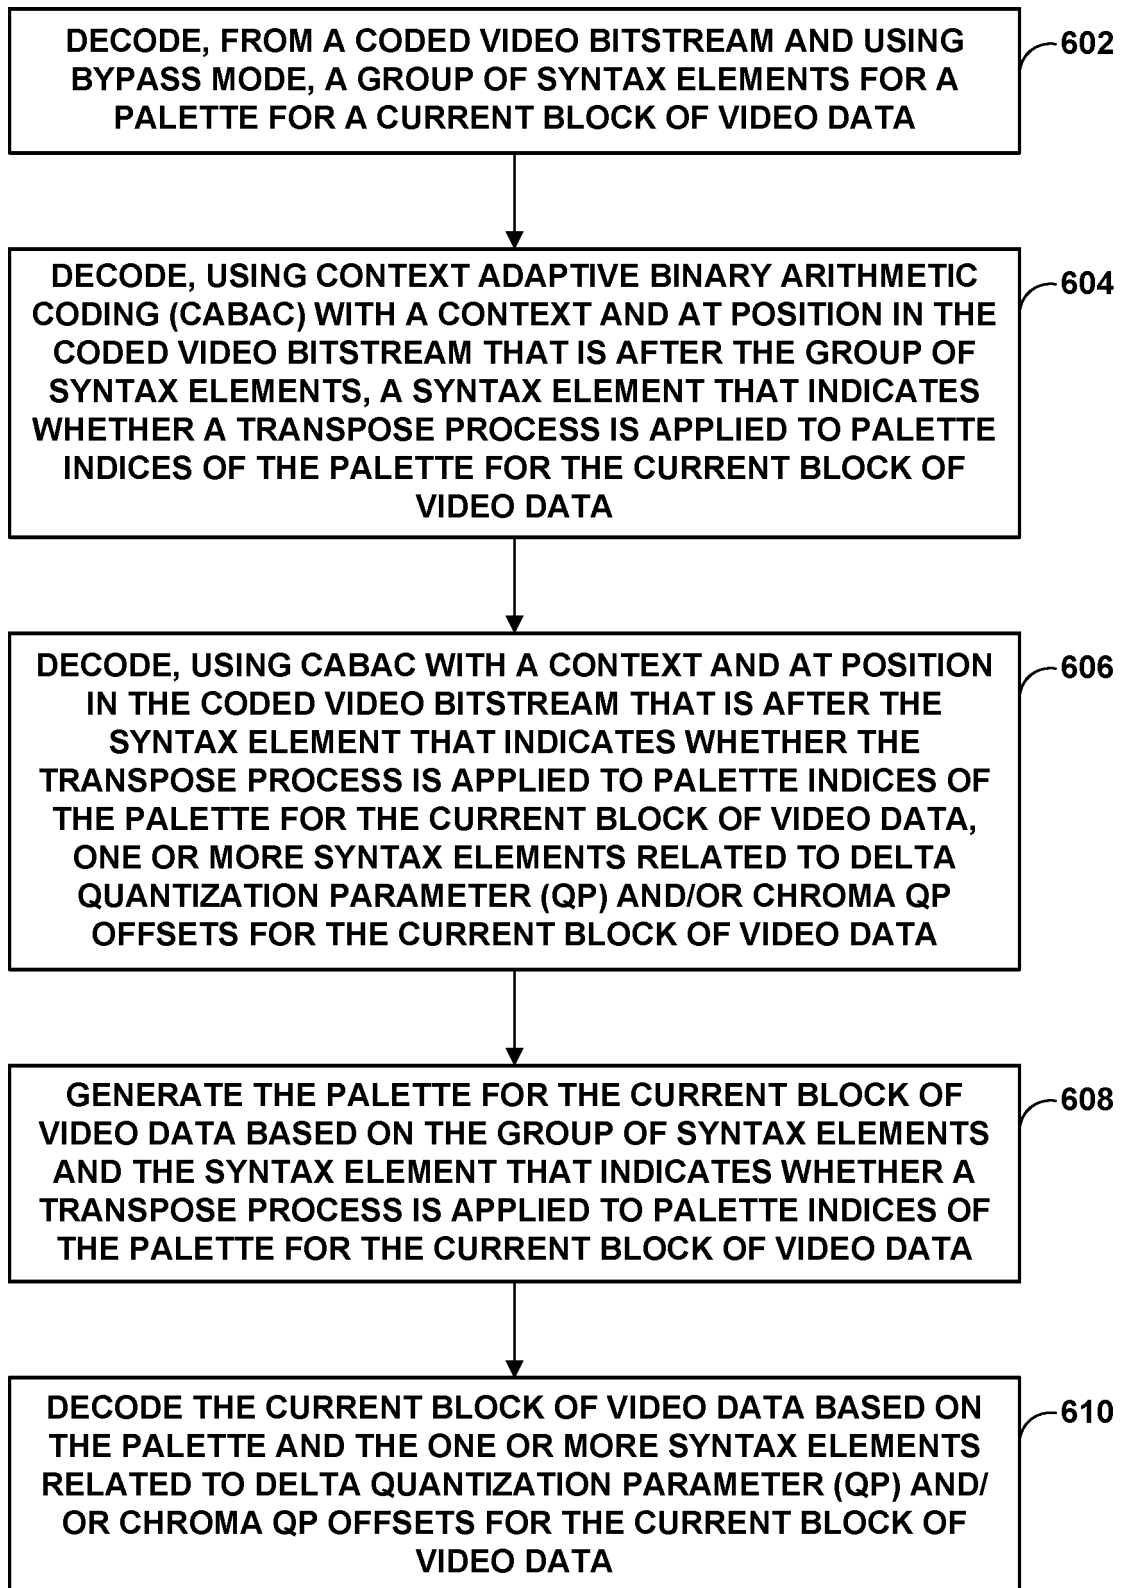 DECODE, FROM A CODED VIDEO BITSTREAM AND USING
BYPASS MODE, A GROUP OF SYNTAX ELEMENTS FOR A
PALETTE FOR A CURRENT BLOCK OF VIDEO DATA
602
DECODE, USING CONTEXT ADAPTIVE BINARY ARITHMETIC
CODING (CABAC) WITH A CONTEXT AND AT POSITION IN THE
CODED VIDEO BITSTREAM THAT IS AFTER THE GROUP OF
SYNTAX ELEMENTS, A SYNTAX ELEMENT THAT INDICATES
WHETHER A TRANSPOSE PROCESS IS APPLIED TO PALETTE
INDICES OF THE PALETTE FOR THE CURRENT BLOCK OF
VIDEO DATA
604
DECODE, USING CABAC WITH A CONTEXT AND AT POSITION
IN THE CODED VIDEO BITSTREAM THAT IS AFTER THE
SYNTAX ELEMENT THAT INDICATES WHETHER THE
TRANSPOSE PROCESS IS APPLIED TO PALETTE INDICES OF
THE PALETTE FOR THE CURRENT BLOCK OF VIDEO DATA,
ONE OR MORE SYNTAX ELEMENTS RELATED TO DELTA
QUANTIZATION PARAMETER (QP) AND/OR CHROMA QP
OFFSETS FOR THE CURRENT BLOCK OF VIDEO DATA
606
GENERATE THE PALETTE FOR THE CURRENT BLOCK OF
VIDEO DATA BASED ON THE GROUP OF SYNTAX ELEMENTS
AND THE SYNTAX ELEMENT THAT INDICATES WHETHER A
TRANSPOSE PROCESS IS APPLIED TO PALETTE INDICES OF
THE PALETTE FOR THE CURRENT BLOCK OF VIDEO DATA
608
DECODE THE CURRENT BLOCK OF VIDEO DATA BASED ON
THE PALETTE AND THE ONE OR MORE SYNTAX ELEMENTS
RELATED TO DELTA QUANTIZATION PARAMETER (QP) AND/
OR CHROMA QP OFFSETS FOR THE CURRENT BLOCK OF
VIDEO DATA
610